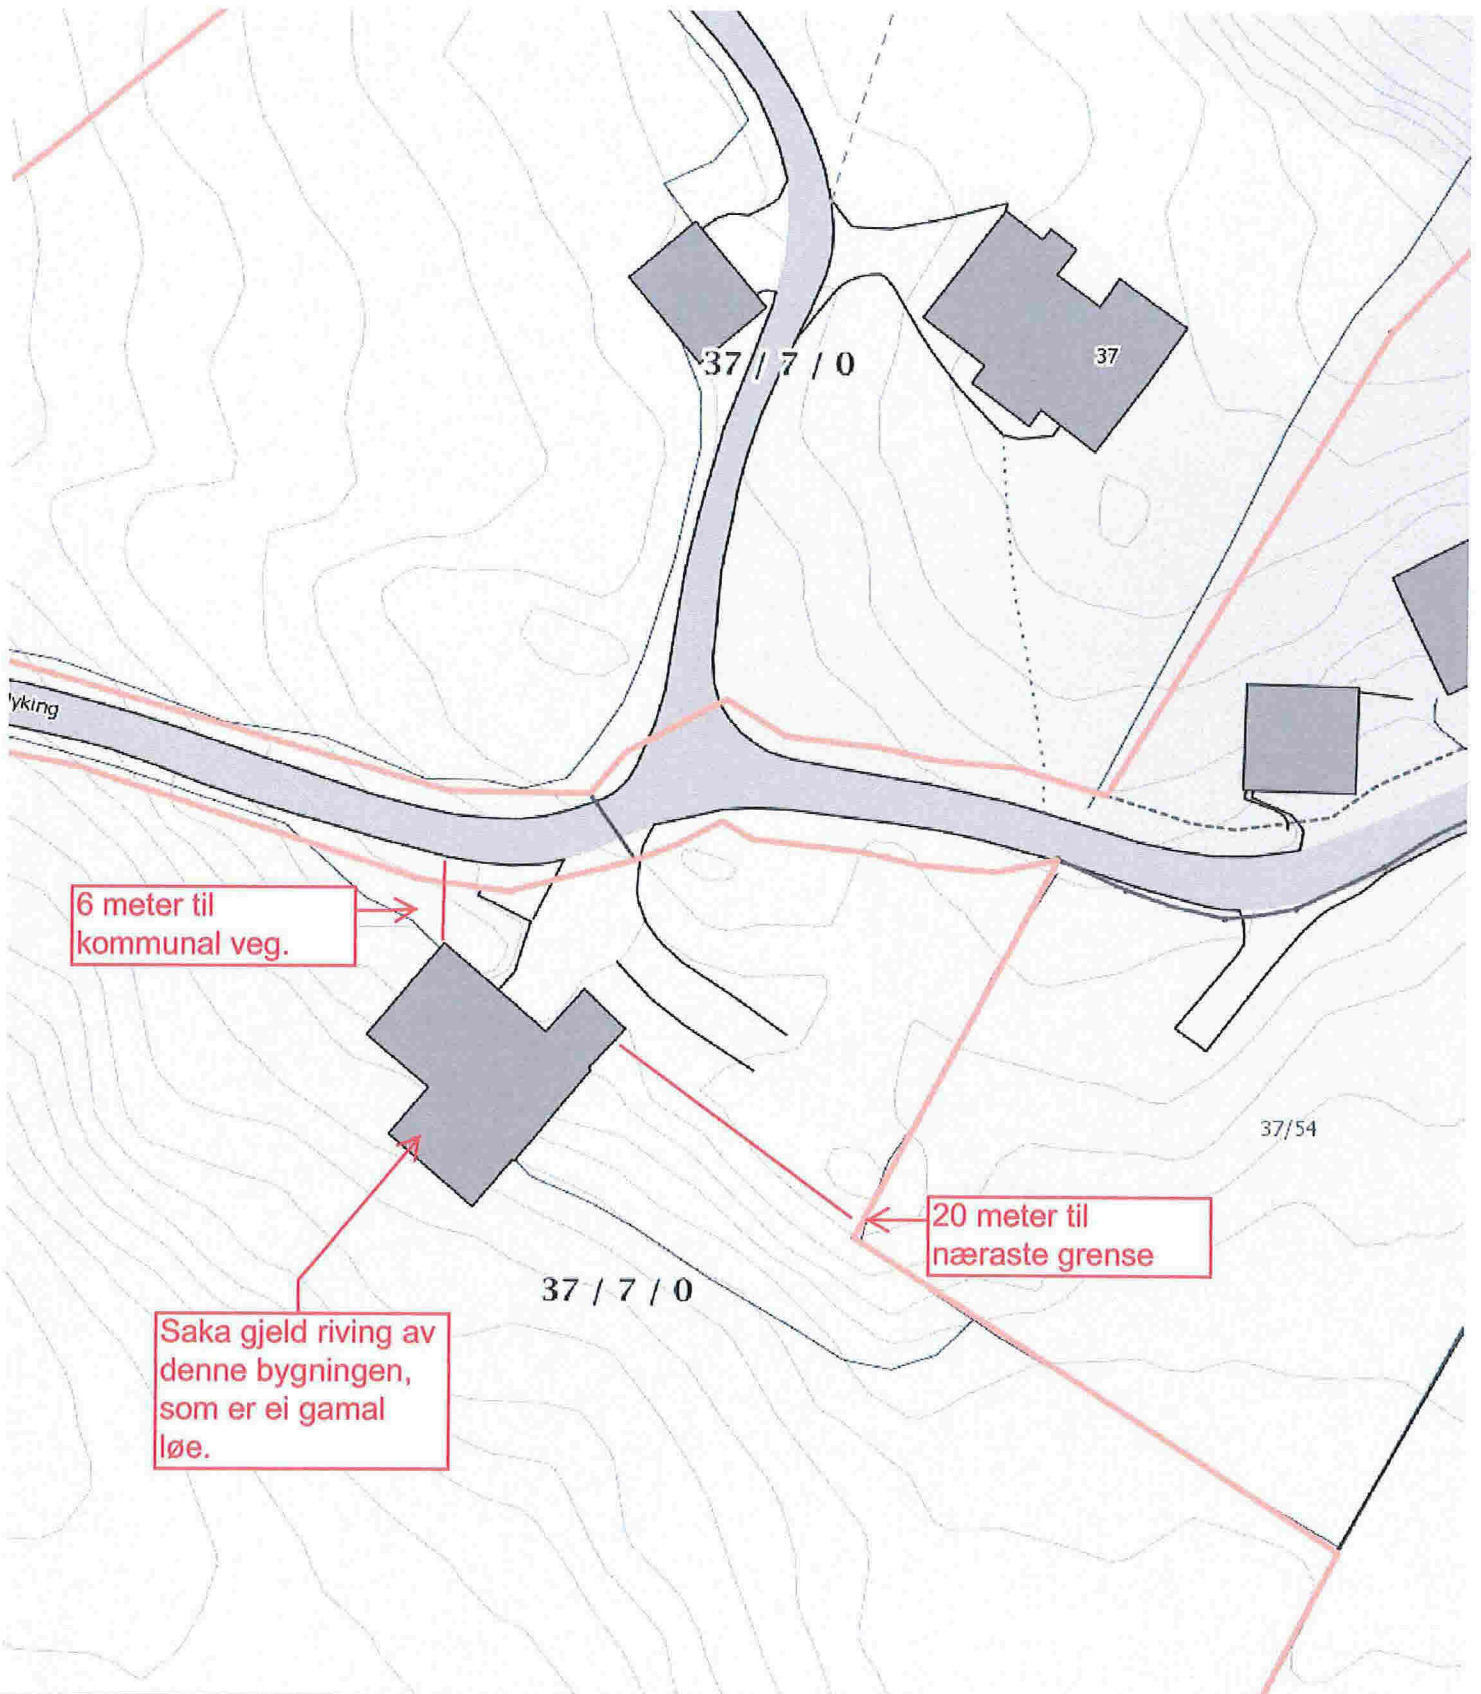 37 / 7 / 0
37
6 meter til
kommunal veg.
37/54
20 meter til
næraste grense
37 / 7 / 0
Saka gjeld riving av
denne bygningen,
som er ei gamal
løe.